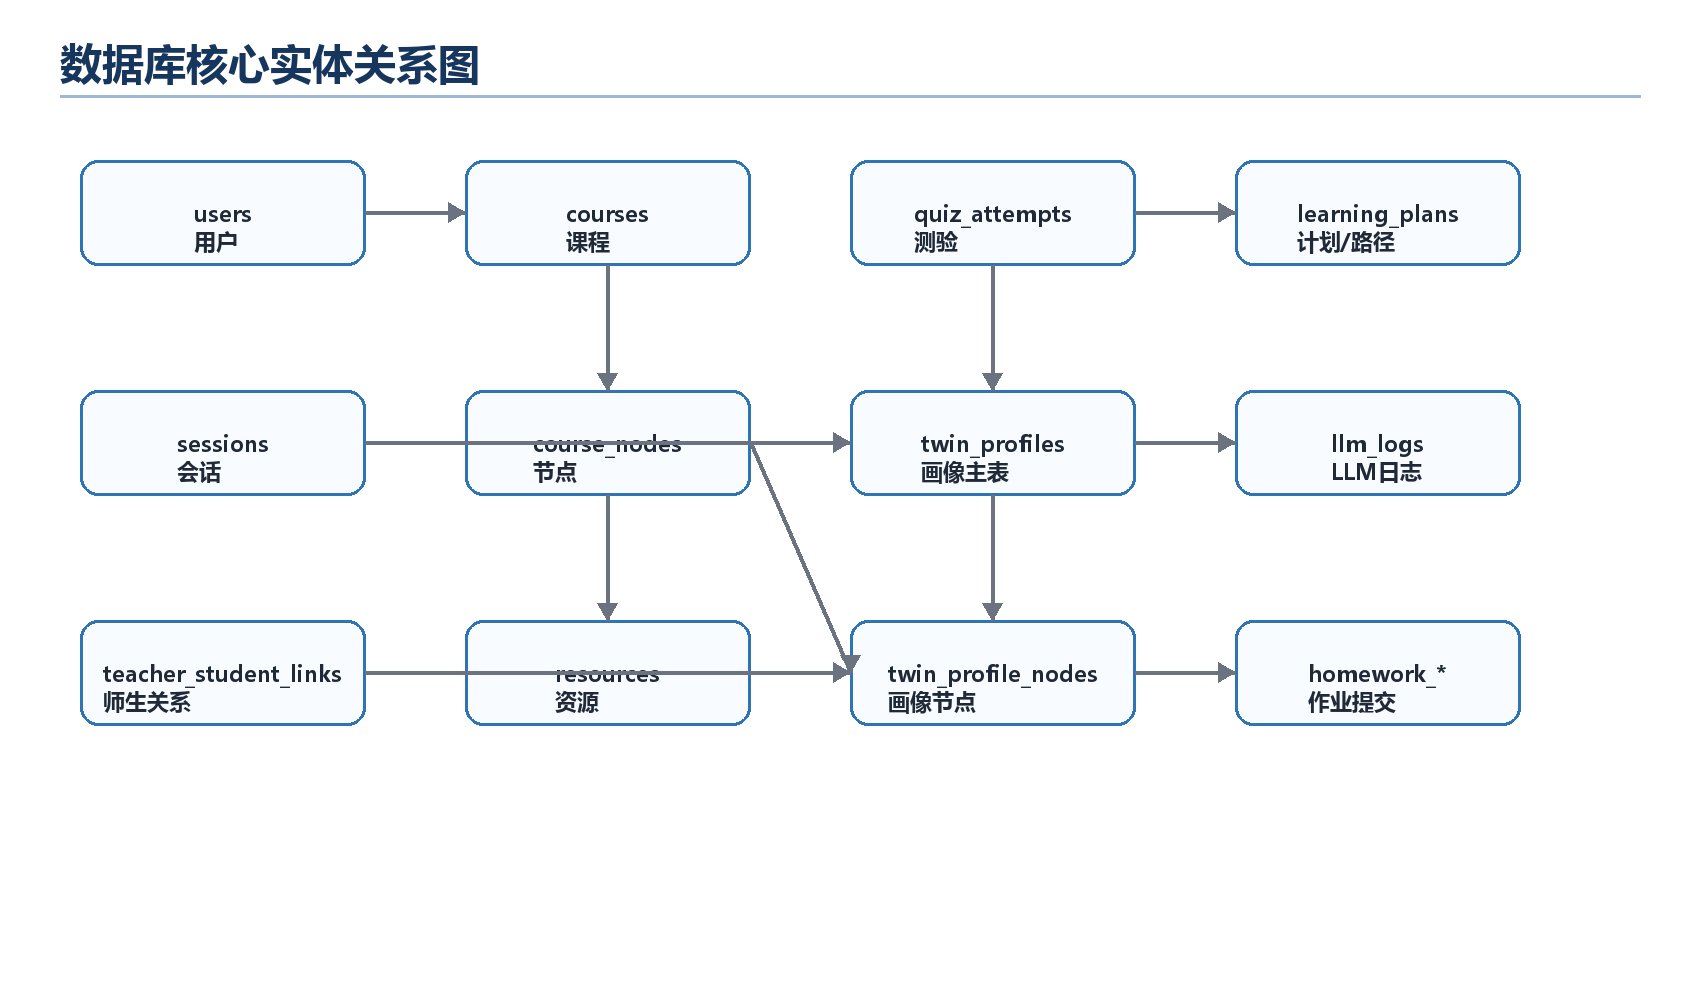 数据库核心实体关系图
users
用户
courses
课程
quiz_attempts
测验
learning_plans
计划/路径
sessions
会话
course_nodes
节点
twin_profiles
画像主表
llm_logs
LLM日志
teacher_student_links
师生关系
resources
资源
twin_profile_nodes
画像节点
homework_*
作业提交